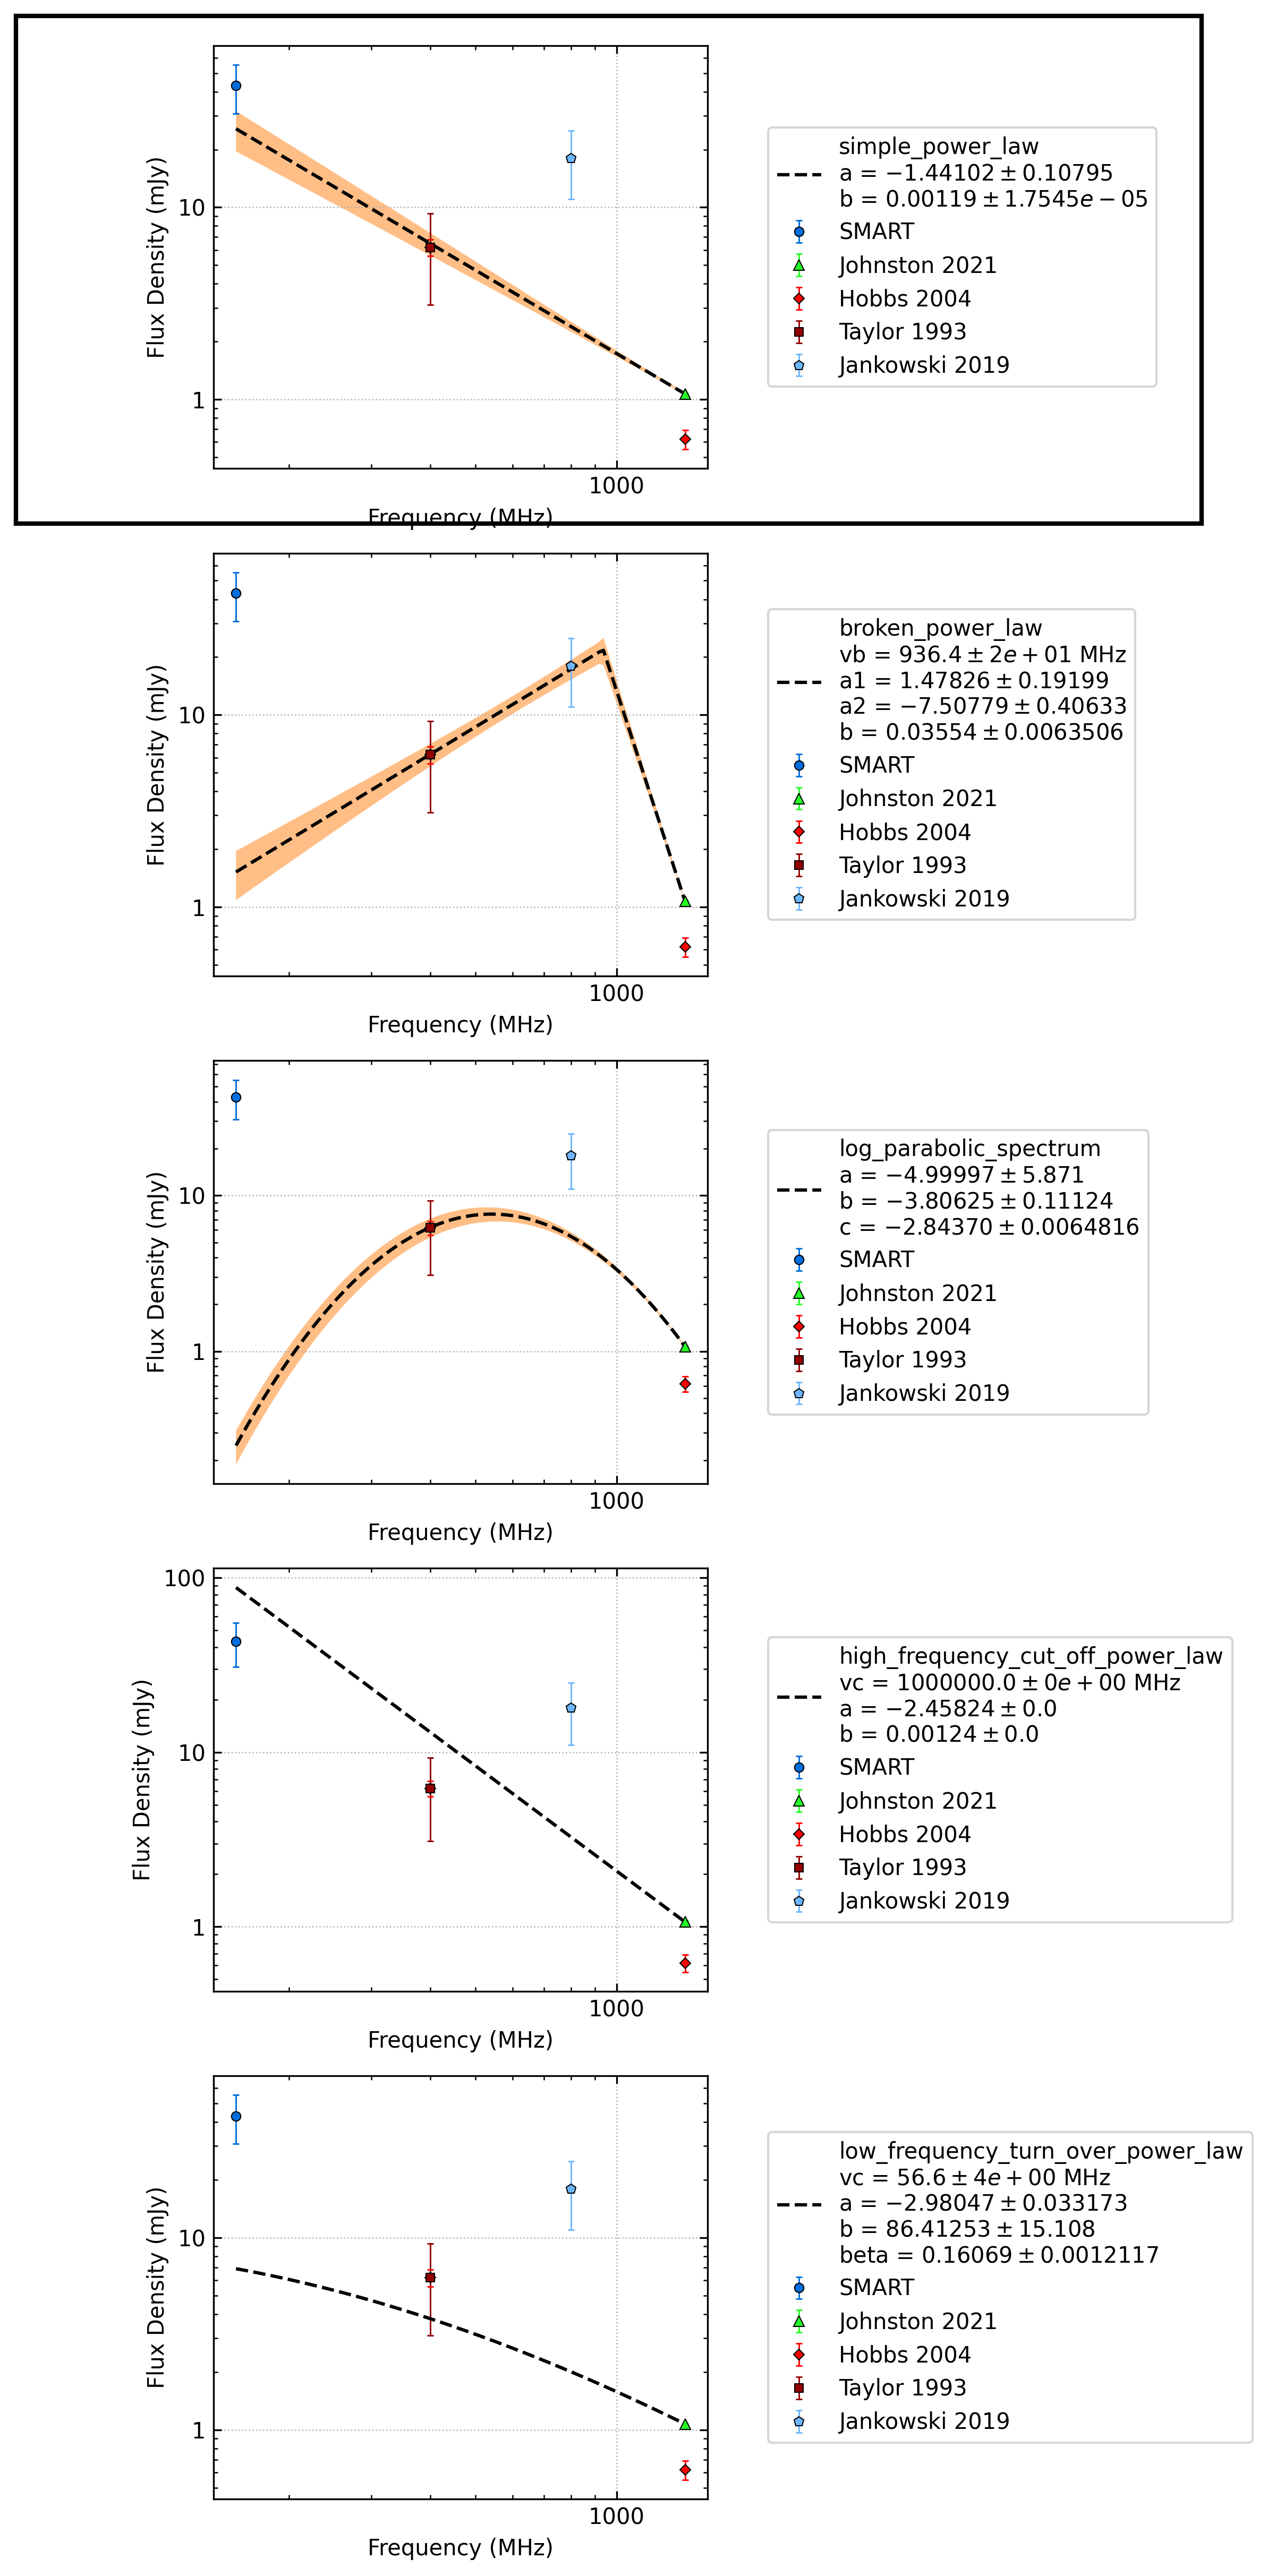 Flux Density (mJy)
10
1
1000
Frequency (MHz)
simple_power_law
a = −1.44102 ± 0.10795
b = 0.00119 ± 1.7545e − 05
SMART
Johnston 2021
Hobbs 2004
Taylor 1993
Jankowski 2019
Flux Density (mJy)
10
1
1000
Frequency (MHz)
broken_power_law
vb = 936.4 ± 2e + 01 MHz
a1 = 1.47826 ± 0.19199
a2 = −7.50779 ± 0.40633
b = 0.03554 ± 0.0063506
SMART
Johnston 2021
Hobbs 2004
Taylor 1993
Jankowski 2019
Flux Density (mJy)
10
1
1000
Frequency (MHz)
log_parabolic_spectrum
a = −4.99997 ± 5.871
b = −3.80625 ± 0.11124
c = −2.84370 ± 0.0064816
SMART
Johnston 2021
Hobbs 2004
Taylor 1993
Jankowski 2019
Flux Density (mJy)
100
10
1
1000
Frequency (MHz)
high_frequency_cut_off_power_law
vc = 1000000.0 ± 0e + 00 MHz
a = −2.45824 ± 0.0
b = 0.00124 ± 0.0
SMART
Johnston 2021
Hobbs 2004
Taylor 1993
Jankowski 2019
Flux Density (mJy)
10
1
1000
Frequency (MHz)
low_frequency_turn_over_power_law
vc = 56.6 ± 4e + 00 MHz
a = −2.98047 ± 0.033173
b = 86.41253 ± 15.108
beta = 0.16069 ± 0.0012117
SMART
Johnston 2021
Hobbs 2004
Taylor 1993
Jankowski 2019